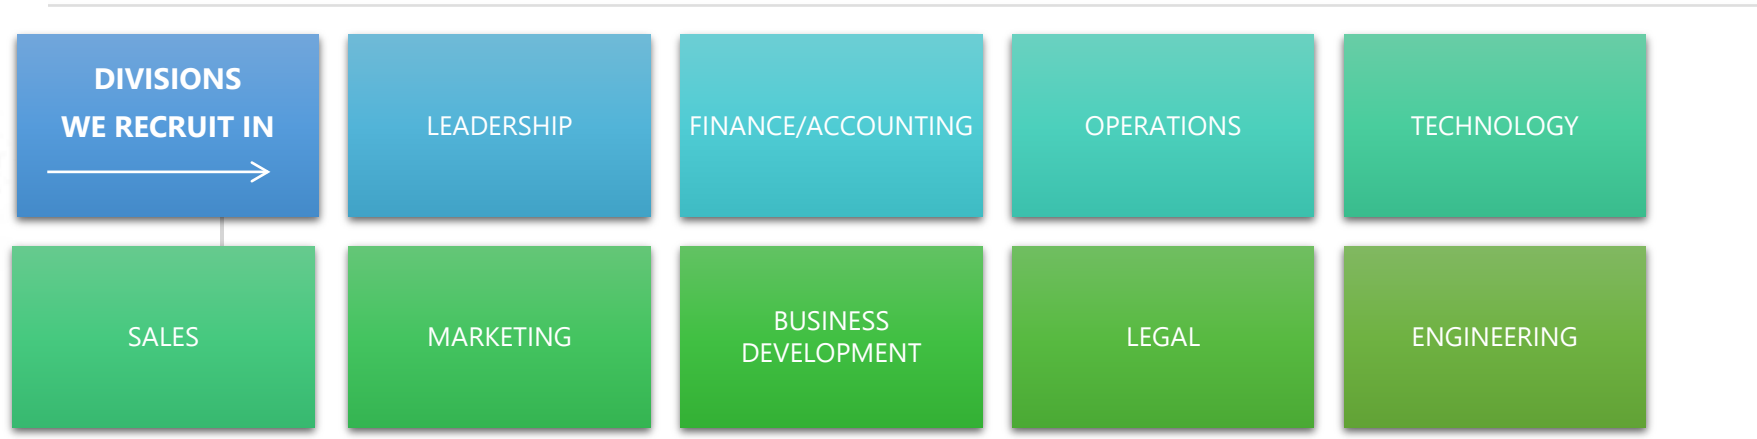 DIVISIONS
WE RECRUIT IN
LEADERSHIP
FINANCE/ACCOUNTING
OPERATIONS
TECHNOLOGY
SALES
MARKETING
BUSINESS
DEVELOPMENT
LEGAL
ENGINEERING